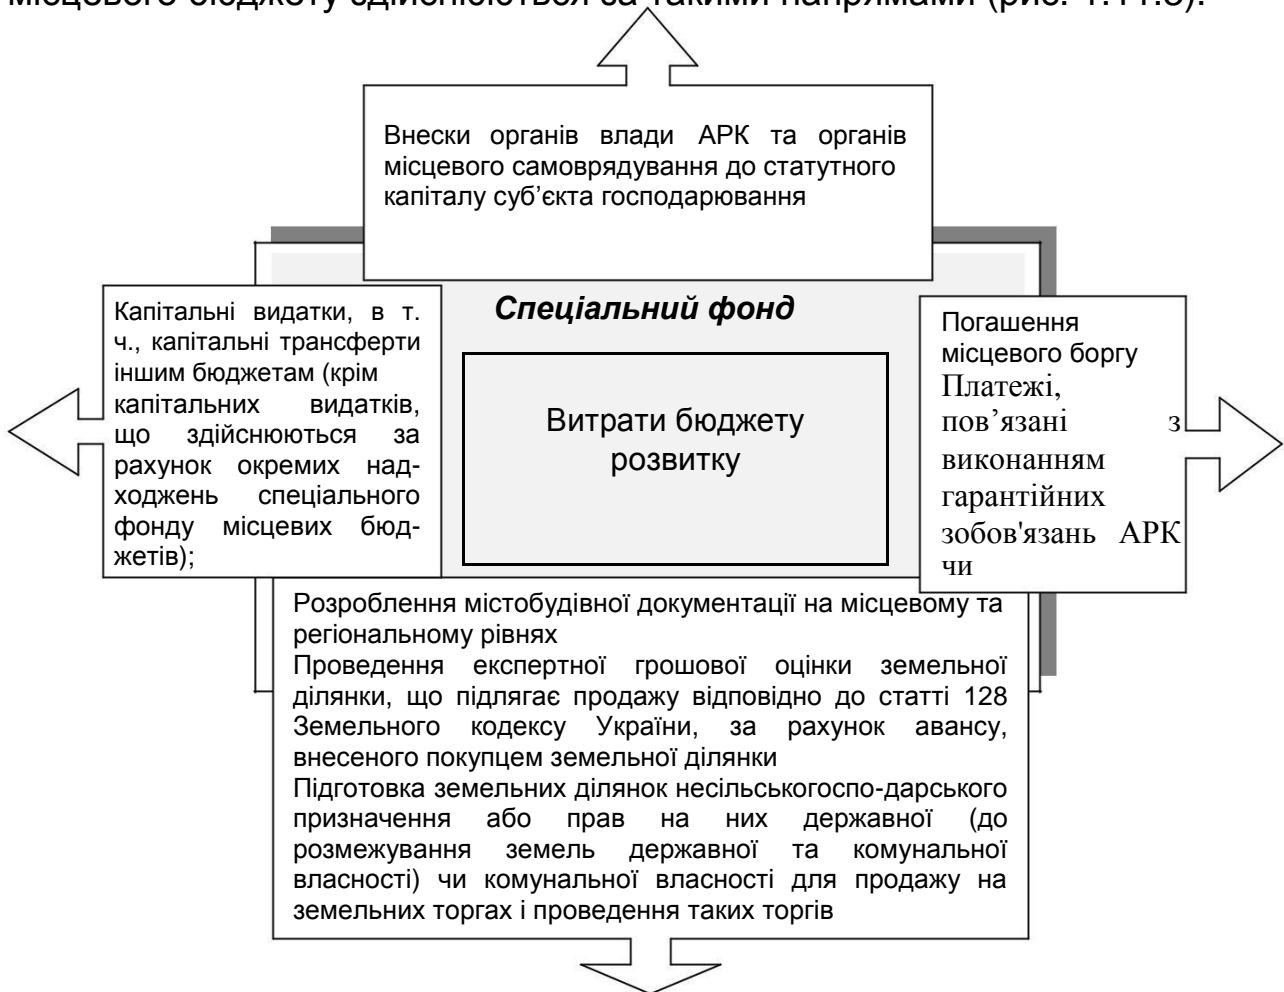 місцевого бюджету здійснюються за такими напрямами (рис. 1.11.3).
Внески органів влади АРК та органів
місцевого самоврядування до статутного
капіталу суб’єкта господарювання
Спеціальний фонд
Капітальні видатки, в т.
ч., капітальні трансферти
іншим бюджетам (крім
капітальних видатків,
що здійснюються за
рахунок окремих над-
ходжень спеціального
фонду місцевих бюд-
жетів);
Витрати бюджету
розвитку
Погашення
місцевого боргу
Платежі,
пов’язані з
виконанням
гарантійних
зобов'язань АРК
чи
Розроблення містобудівної документації на місцевому та
регіональному рівнях
Проведення експертної грошової оцінки земельної
ділянки, що підлягає продажу відповідно до статті 128
Земельного кодексу України, за рахунок авансу,
внесеного покупцем земельної ділянки
Підготовка земельних ділянок несільськогоспо-дарського
призначення або прав на них державної (до
розмежування земель державної та комунальної
власності) чи комунальної власності для продажу на
земельних торгах і проведення таких торгів